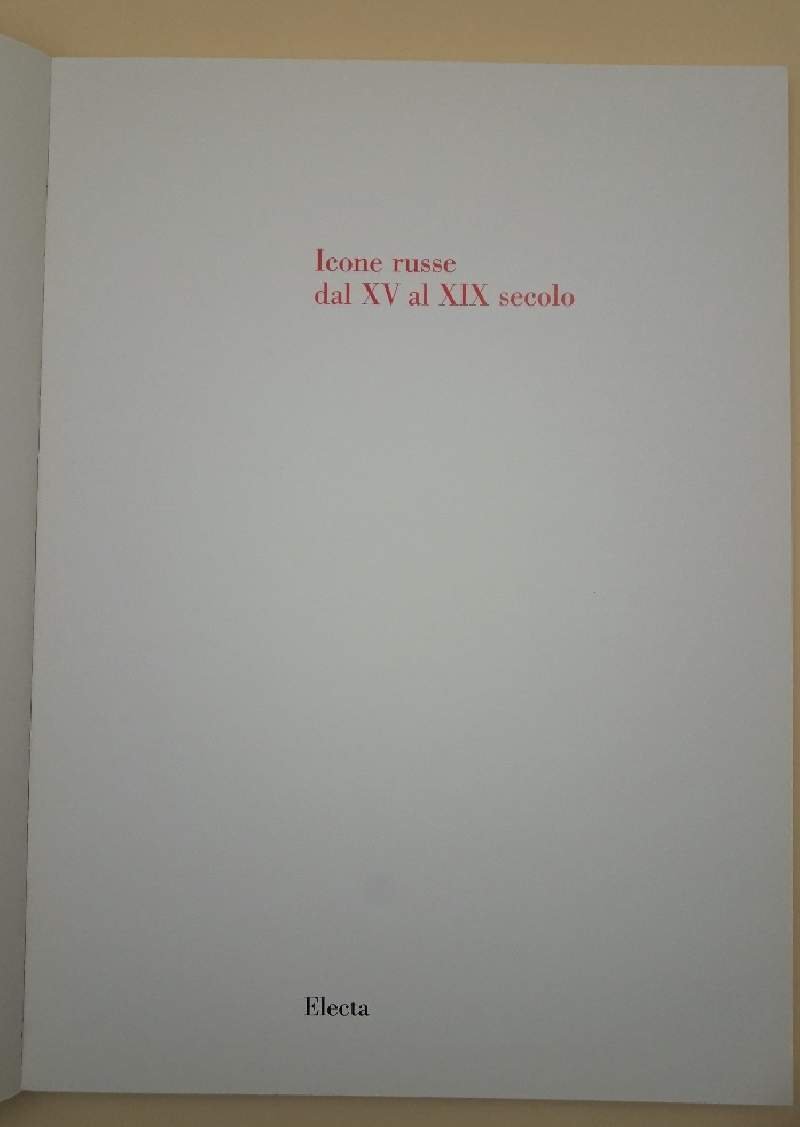 Icone russe
dal XV al XIX secolo
Electa